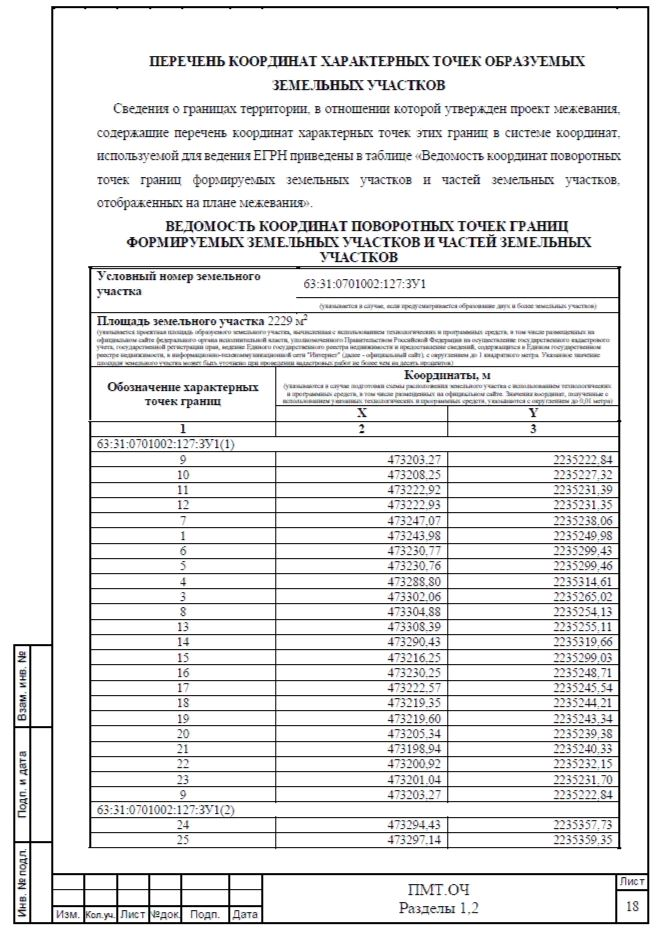 ПЕРЕЧЕНЬ КООРДИНАТ ХАРАКТЕРНЫХ ТОЧЕК ОБРАЗУЕМЫХ
ЗЕМЕЛЬНЫХ УЧАСТКОВ
Сведения о границах территории, в отношении которой утвержден проект межевания,
содержащие перечень координат характерных точек этих границ в системе координат,
используемой для ведения ЕГРН приведены в таблице «Ведомость координат поворотных
точек границ формируемых земельных участков и частей земельных участков,
отображенных на плане межевания».
ВЕДОМОСТЬ КООРДИНАТ ПОВОРОТНЫХ ТОЧЕК ГРАНИЦ
ФОРМИРУЕМЫХ ЗЕМЕЛЬНЫХ УЧАСТКОВ И ЧАСТЕЙ ЗЕМЕЛЬНЫХ
УЧАСТКОВ
Условный номер земельного
участка
63:31:0701002:127:ЗУ1
(указывается в случае, если предусматривается образование двух и более земельных участков)
Площадь земельного участка 2229 м²
(указывается проектная площадь образуемого земельного участка, вычисленная с использованием технологических и программных средств, в том числе размещенных на
официальном сайте федерального органа исполнительной власти, уполномоченного Правительством Российской Федерации на осуществление государственного кадастрового
учета, государственной регистрации прав, ведение Единого государственного реестра недвижимости и предоставление сведений, содержащихся в Едином государственном
реестре недвижимости, в информационно-телекоммуникационной сети "Интернет" (далее - официальный сайт), с округлением до 1 квадратного метра. Указанное значение
площади земельного участка может быть уточнено при проведении кадастровых работ не более чем на десять процентов)
Обозначение характерных
точек границ
Координаты, м
(указываются в случае подготовки схемы расположения земельного участка с использованием технологических
и программных средств, в том числе размещенных на официальном сайте. Значения координат, полученные с
использованием указанных технологических и программных средств, указываются с округлением до 0,01 метра)
X Y
1 2 3
63:31:0701002:127:ЗУ1(1)
9 473203,27 2235222,84
10 473208,25 2235227,32
11 473222,92 2235231,39
12 473222,93 2235231,35
7 473247,07 2235238,06
1 473243,98 2235249,98
6 473230,77 2235299,43
5 473230,76 2235299,46
4 473288,80 2235314,61
3 473302,06 2235265,02
8 473304,88 2235254,13
13 473308,39 2235255,11
14 473290,43 2235319,66
15 473216,25 2235299,03
16 473230,25 2235248,71
17 473222,57 2235245,54
18 473219,35 2235244,21
19 473219,60 2235243,34
20 473205,34 2235239,38
21 473198,94 2235240,33
22 473200,92 2235232,15
23 473201,04 2235231,70
9 473203,27 2235222,84
63:31:0701002:127:ЗУ1(2)
24 473294,43 2235357,73
25 473297,14 2235359,35
Взам. инв. №
Подп. и дата
Инв. № подл.
Изм. Кол.уч. Лист №док. Подп. Дата
ПМТ.ОЧ
Разделы 1,2
Лист
18